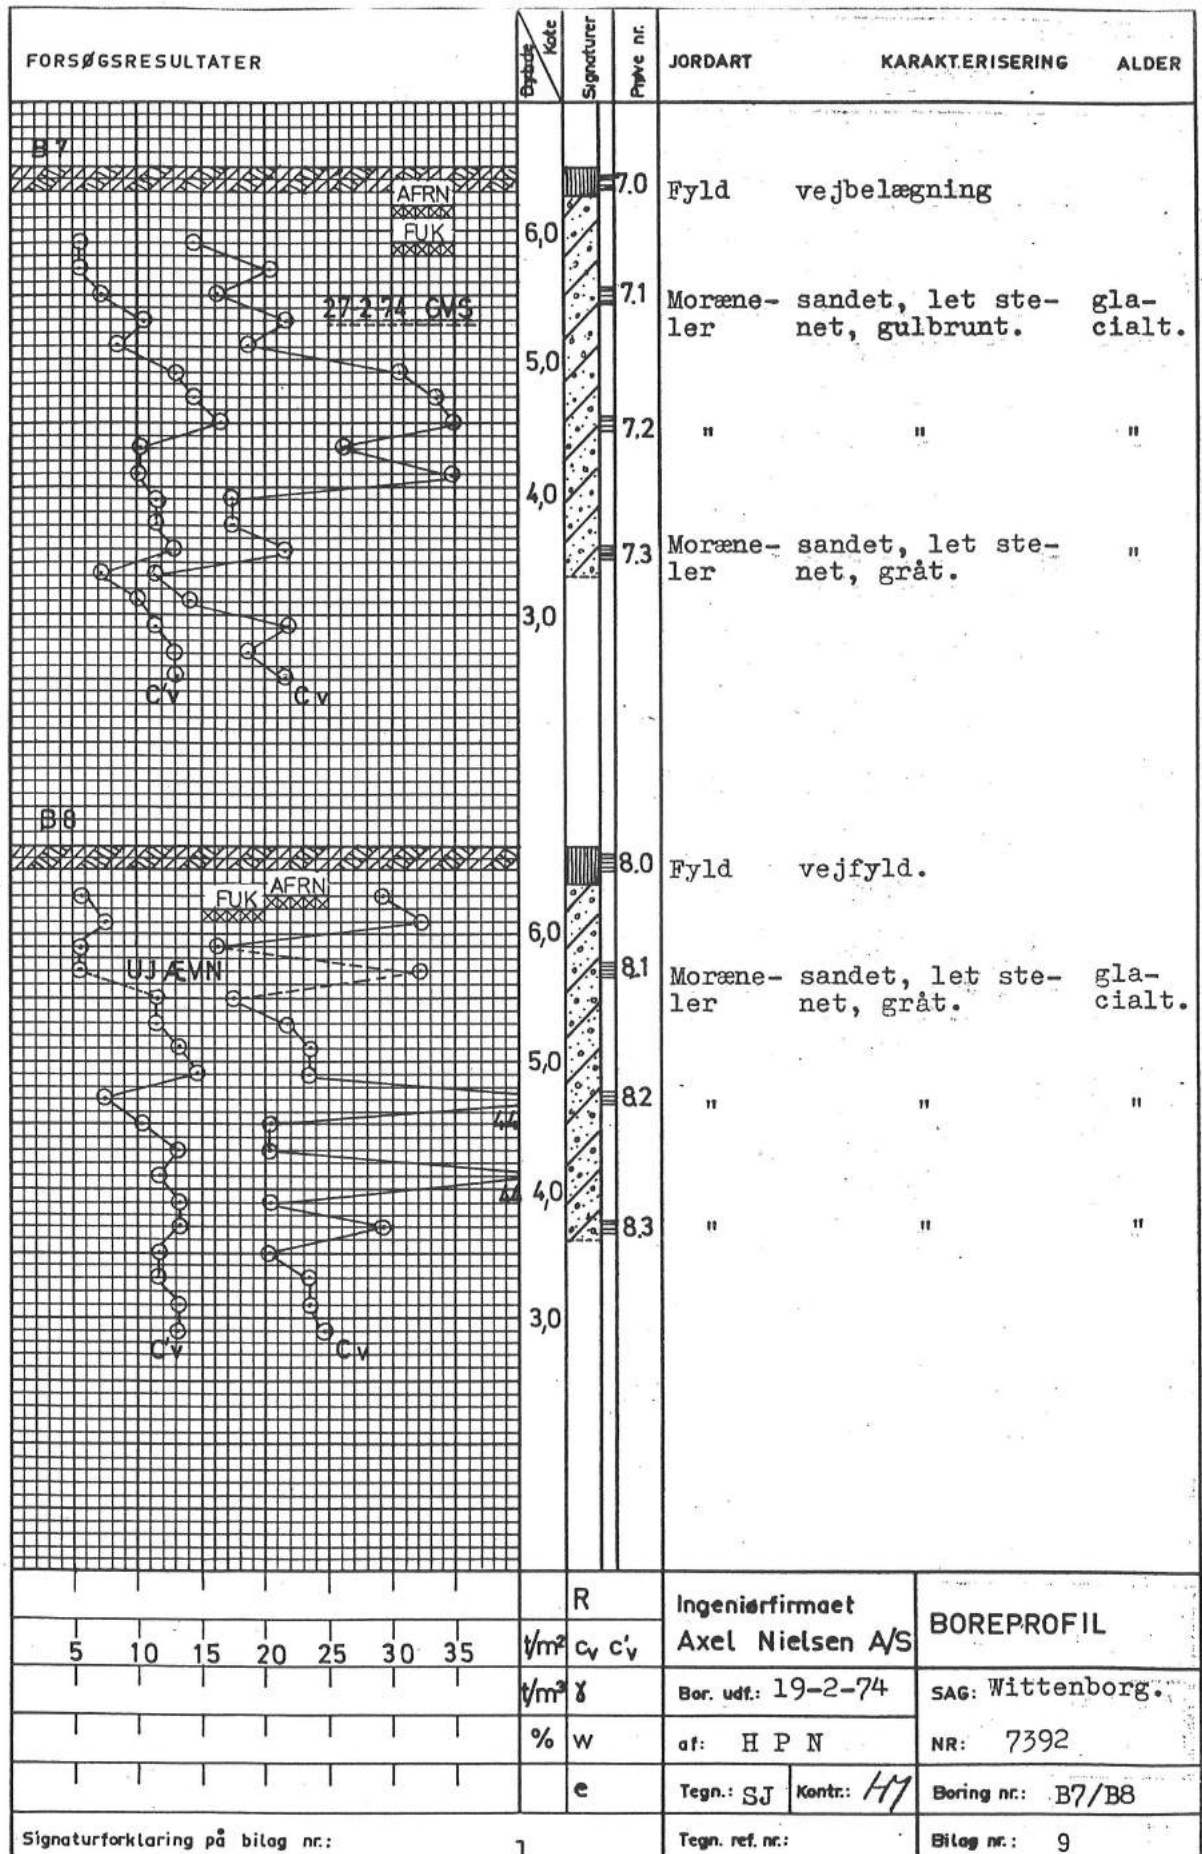 FORSØGSRESULTATER
Dybde Kote
Signaturer
Prøve nr.
JORDART KARAKTERISERING ALDER
B 7
AFRN
FUK
27-2-74 GVS
6,0
5,0
4,0
3,0
C'v Cv
7.0 Fyld vejbelægning
7.1 Moræne- sandet, let ste- gla-
ler net, gulbrunt. cialt.
7.2 " " "
7.3 Moræne- sandet, let ste- "
ler net, gråt.
B 8
FUK AFRN
UJÆVN
6,0
5,0
44
44 4,0
3,0
C'v Cv
8.0 Fyld vejfyld.
8.1 Moræne- sandet, let ste- gla-
ler net, gråt. cialt.
8.2 " " "
8.3 " " "
R
5 10 15 20 25 30 35 t/m² cv c'v
t/m³ γ
% w
e
Ingeniørfirmaet
Axel Nielsen A/S
BOREPROFIL
Bor. udf.: 19-2-74
SAG: Wittenborg.
af: H P N
NR: 7392
Tegn.: SJ Kontr.:
Boring nr.: B7/B8
Signaturforklaring på bilag nr.: 1
Tegn. ref. nr.:
Bilag nr.: 9